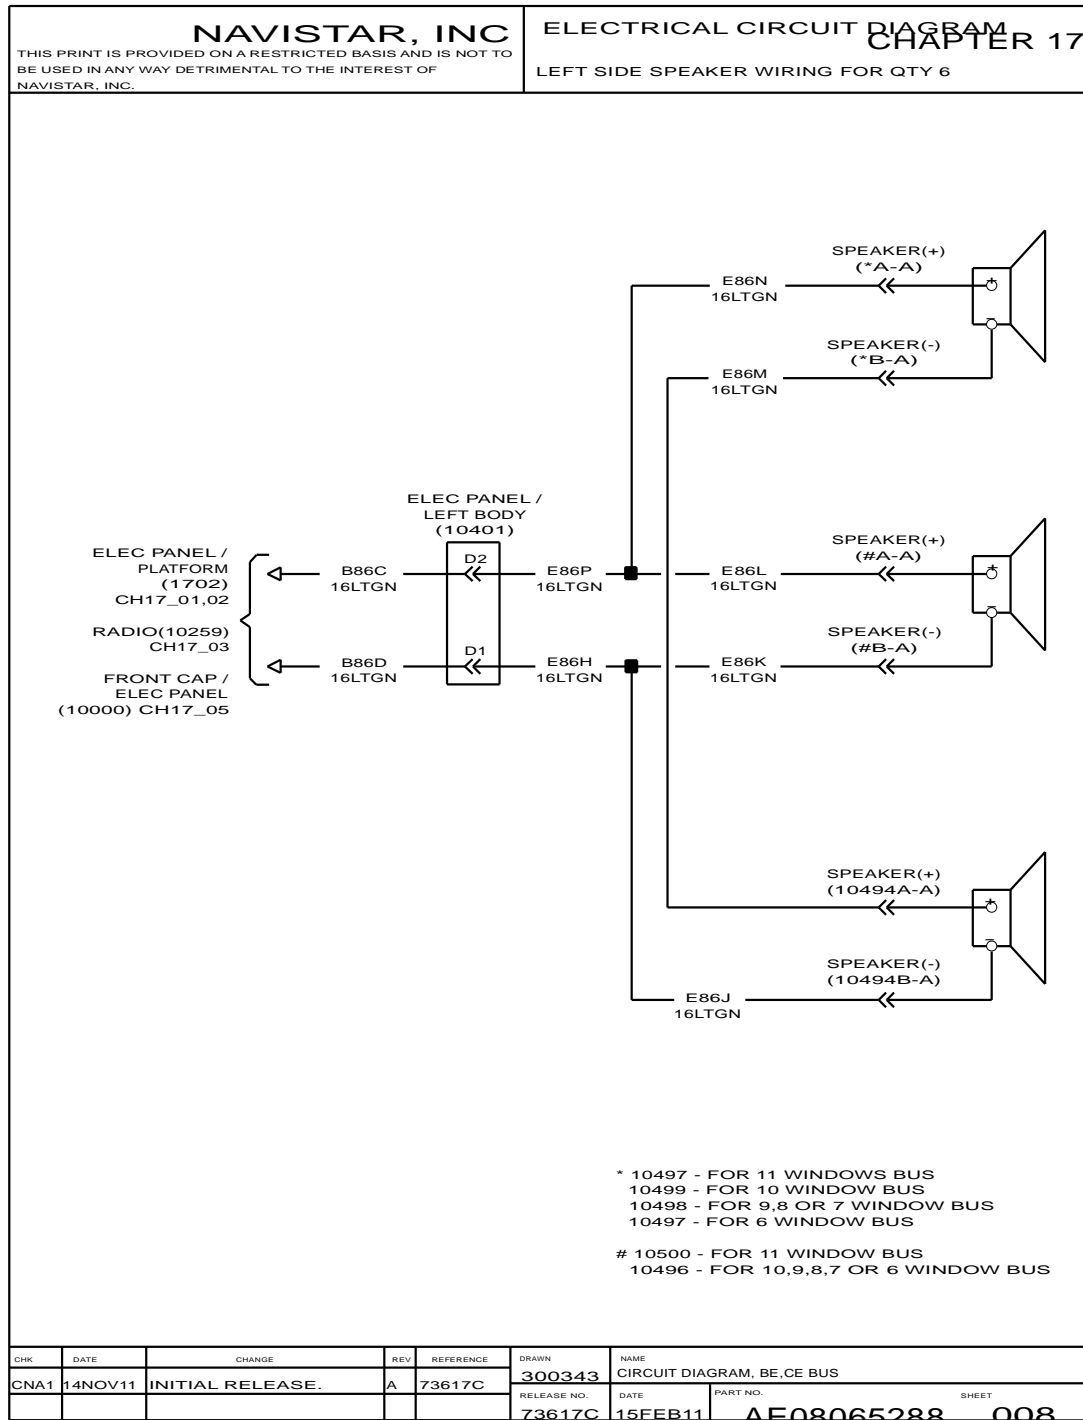 NAVISTAR, INC
THIS PRINT IS PROVIDED ON A RESTRICTED BASIS AND IS NOT TO
BE USED IN ANY WAY DETRIMENTAL TO THE INTEREST OF
NAVISTAR, INC.
ELECTRICAL CIRCUIT DIAGRAM
CHAPTER 17
LEFT SIDE SPEAKER WIRING FOR QTY 6
SPEAKER(+)
(*A-A)
E86N
16LTGN
+
−
SPEAKER(-)
(*B-A)
E86M
16LTGN
ELEC PANEL /
LEFT BODY
(10401)
ELEC PANEL /
PLATFORM
(1702)
CH17_01,02
RADIO(10259)
CH17_03
FRONT CAP /
ELEC PANEL
(10000) CH17_05
B86C
16LTGN
D2
E86P
16LTGN
E86L
16LTGN
SPEAKER(+)
(#A-A)
+
−
B86D
16LTGN
D1
E86H
16LTGN
E86K
16LTGN
SPEAKER(-)
(#B-A)
SPEAKER(+)
(10494A-A)
+
−
SPEAKER(-)
(10494B-A)
E86J
16LTGN
* 10497 - FOR 11 WINDOWS BUS
10499 - FOR 10 WINDOW BUS
10498 - FOR 9,8 OR 7 WINDOW BUS
10497 - FOR 6 WINDOW BUS
# 10500 - FOR 11 WINDOW BUS
10496 - FOR 10,9,8,7 OR 6 WINDOW BUS
CHK DATE CHANGE REV REFERENCE
CNA1 14NOV11 INITIAL RELEASE. A 73617C
DRAWN
300343
NAME
CIRCUIT DIAGRAM, BE,CE BUS
RELEASE NO.
73617C
DATE
15FEB11
PART NO.
AE08065288
SHEET
008